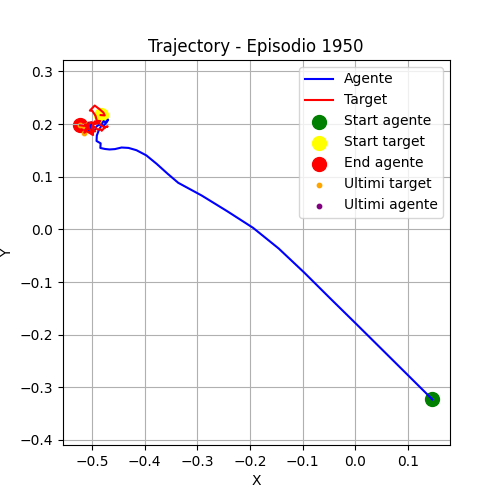 Trajectory - Episodio 1950
Agente
Target
Start agente
Start target
End agente
Ultimi target
Ultimi agente
0.3
0.2
0.1
0.0
−0.1
−0.2
−0.3
−0.4
Y
−0.5
−0.4
−0.3
−0.2
−0.1
0.0
0.1
X